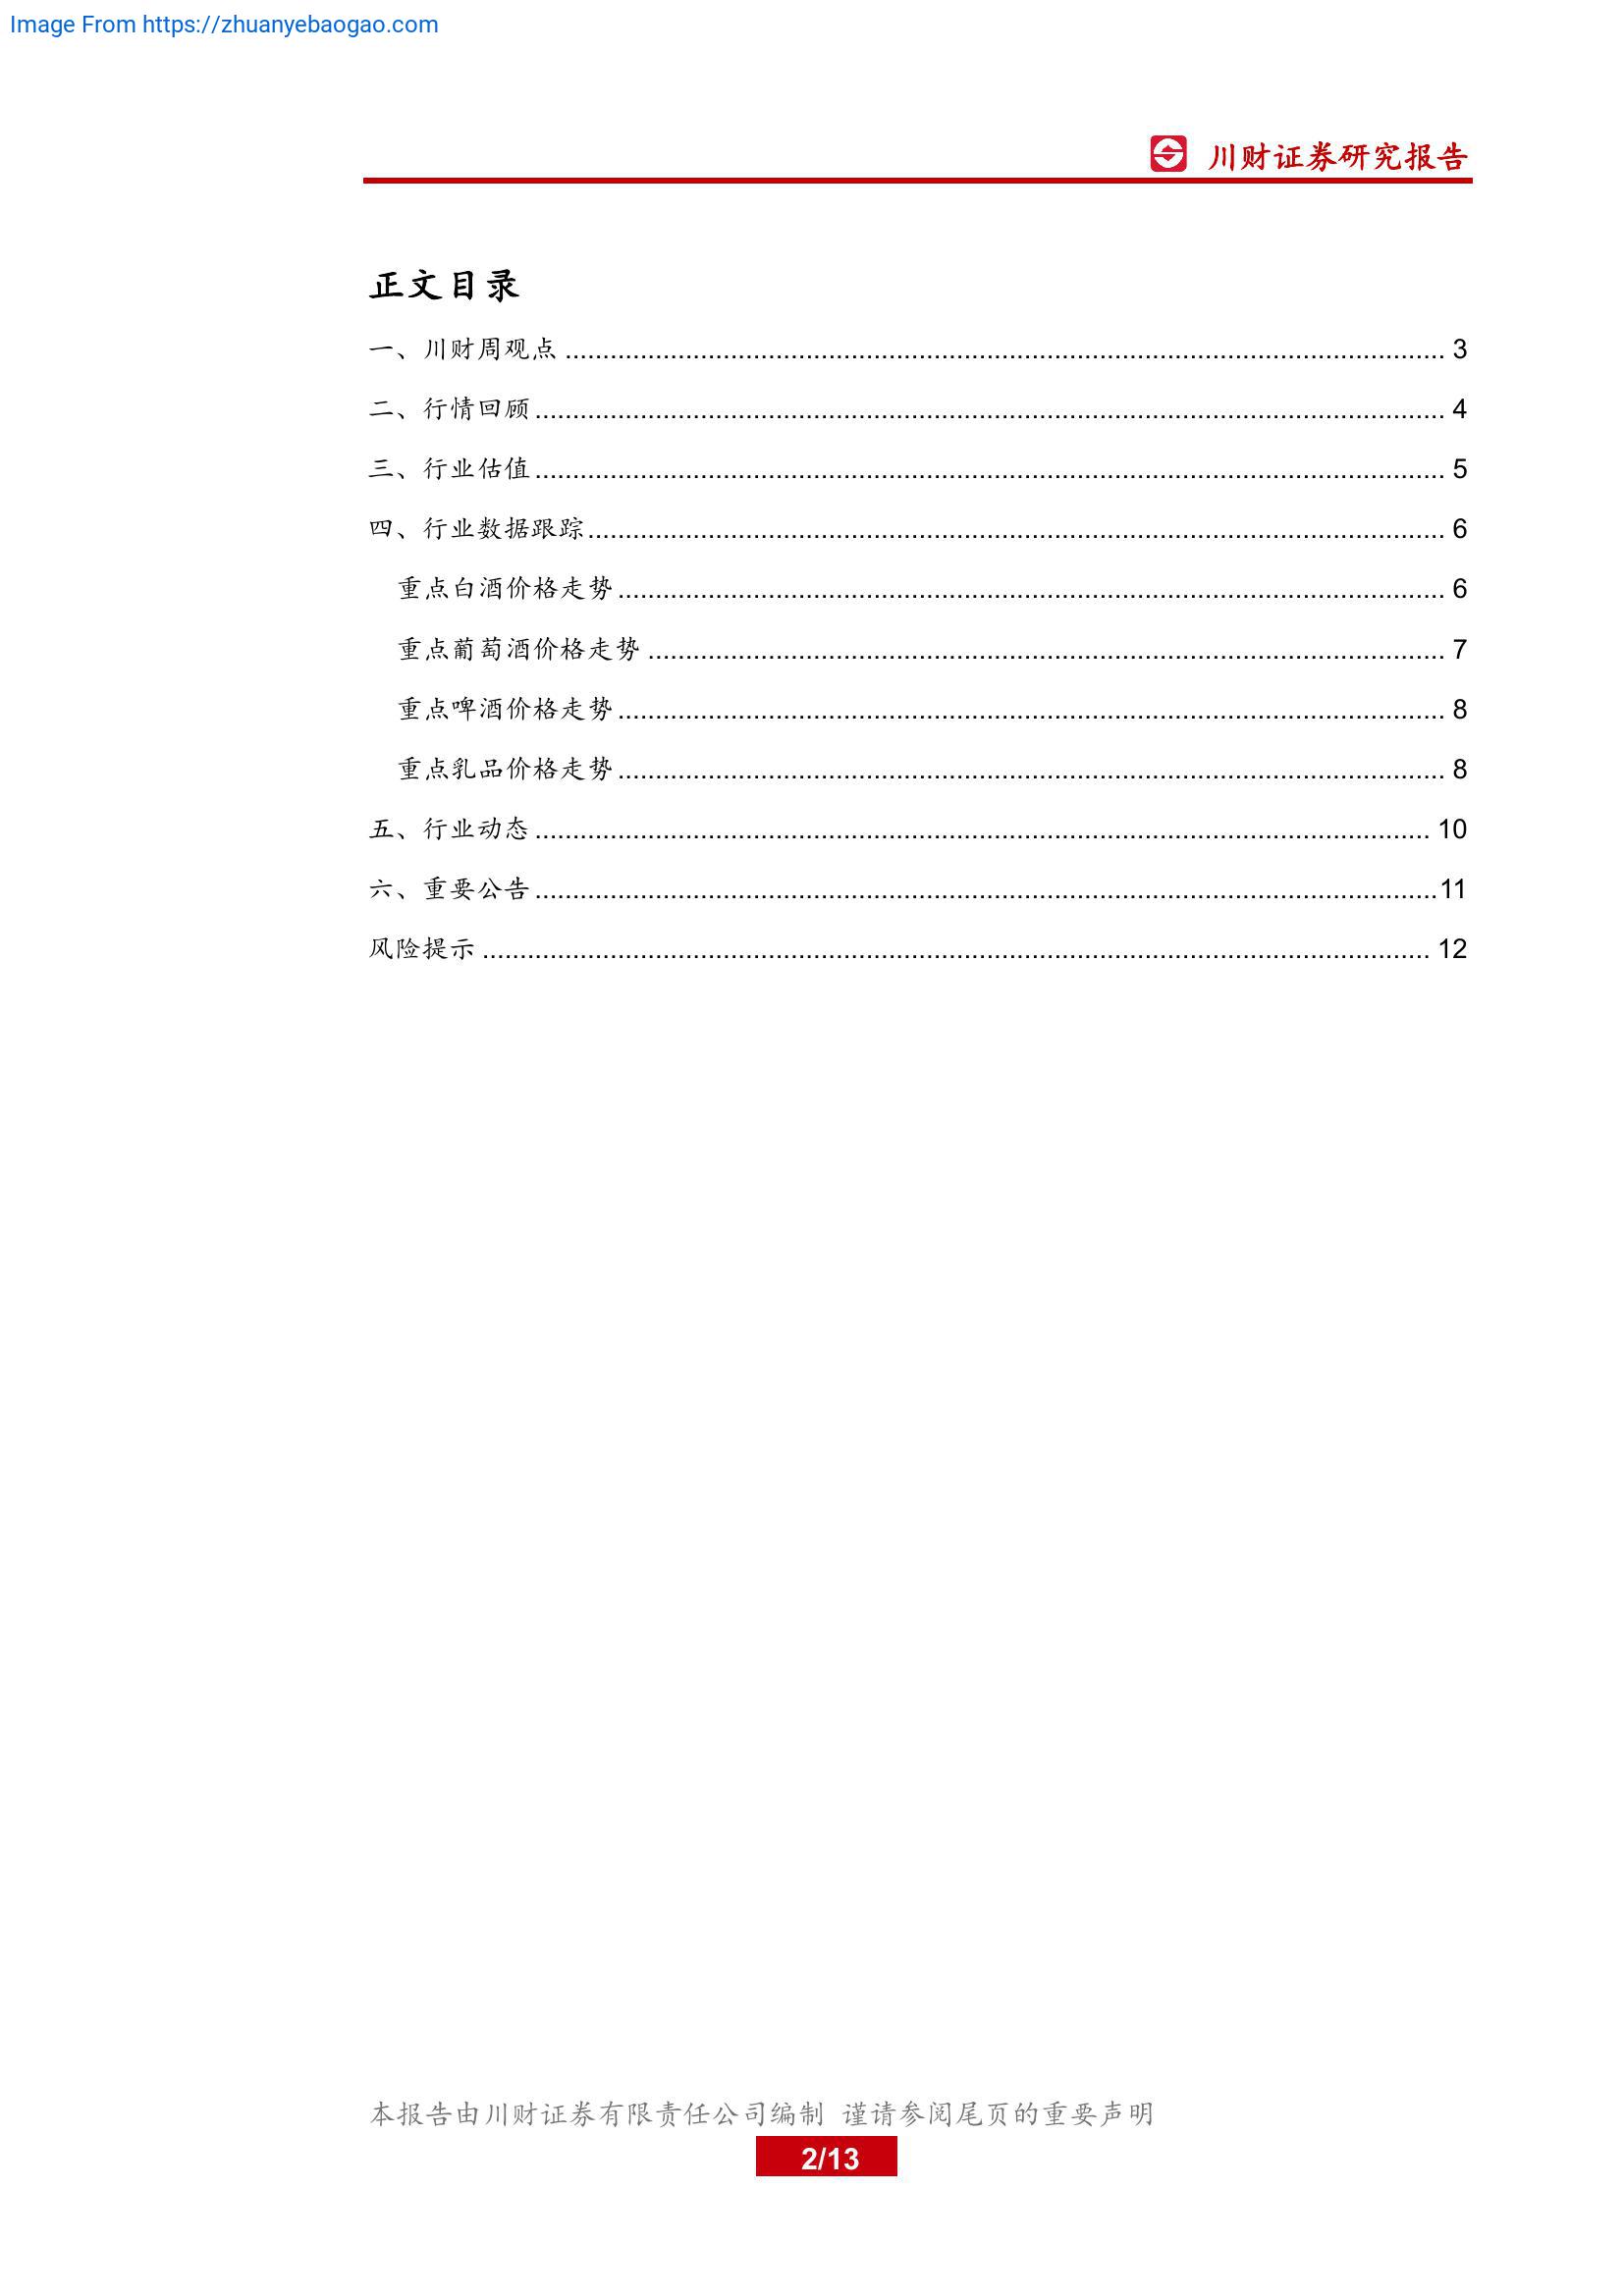 Image From https://zhuanyebaogao.com
川财证券研究报告
正文目录
一、川财周观点 ........ 3
二、行情回顾 ........ 4
三、行业估值 ........ 5
四、行业数据跟踪 ........ 6
重点白酒价格走势 ........ 6
重点葡萄酒价格走势 ........ 7
重点啤酒价格走势 ........ 8
重点乳品价格走势 ........ 8
五、行业动态 ........ 10
六、重要公告 ........ 11
风险提示 ........ 12
本报告由川财证券有限责任公司编制 谨请参阅尾页的重要声明
2/13